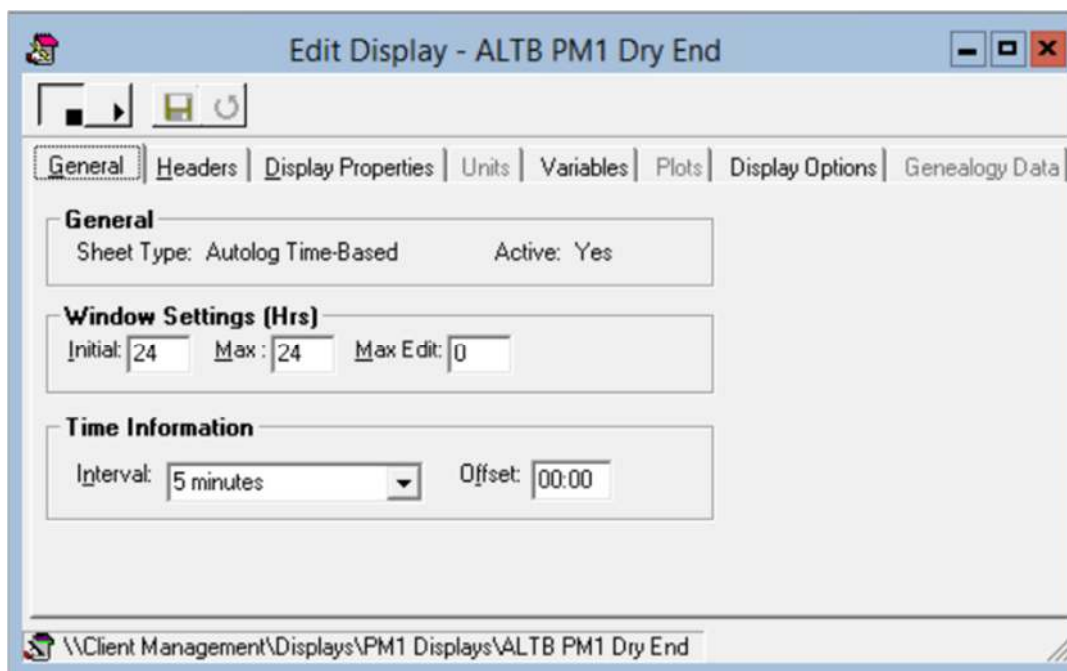 Edit Display - ALTB PM1 Dry End
General Headers Display Properties Units Variables Plots Display Options Genealogy Data
General
Sheet Type: Autolog Time-Based Active: Yes
Window Settings (Hrs)
Initial: 24 Max : 24 Max Edit: 0
Time Information
Interval: 5 minutes Offset: 00:00
\\Client Management\Displays\PM1 Displays\ALTB PM1 Dry End